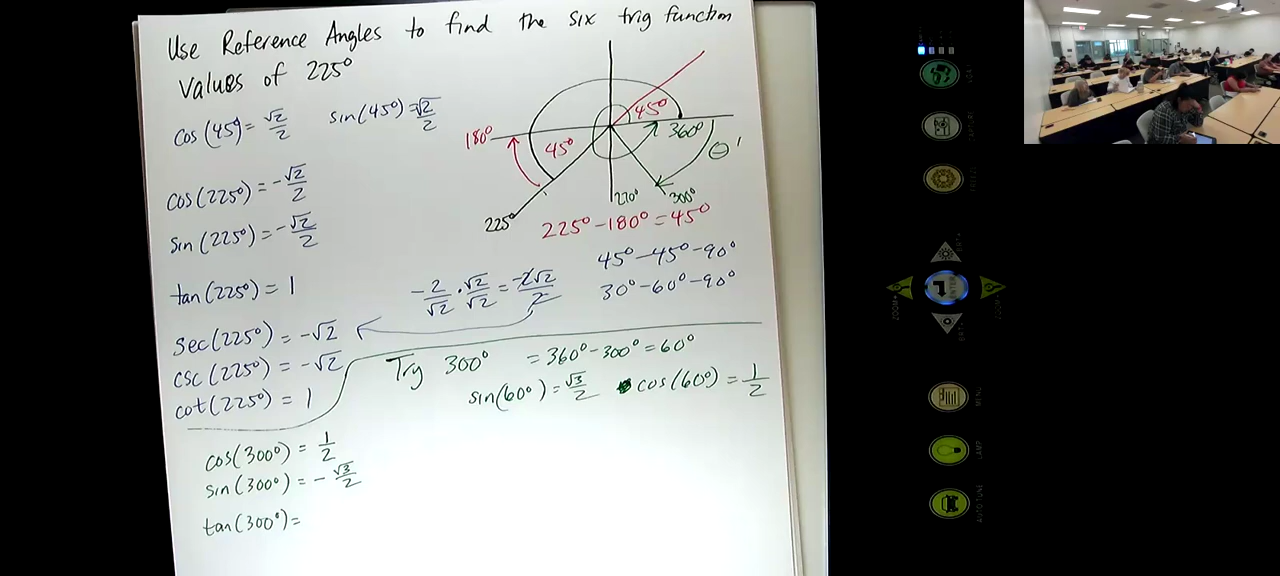 Use Reference Angles to find the six trig function
values of 225°
cos(45°) = √2/2 sin(45°) = √2/2
cos(225°) = -√2/2
sin(225°) = -√2/2
tan(225°) = 1
sec(225°) = -√2
csc(225°) = -√2
cot(225°) = 1
180°
45°
45°
360°
θ'
270°
300°
225°
225° - 180° = 45°
45° - 45° - 90°
30° - 60° - 90°
-2/√2 · √2/√2 = -2√2/2
Try 300° = 360° - 300° = 60°
sin(60°) = √3/2 cos(60°) = 1/2
cos(300°) = 1/2
sin(300°) = -√3/2
tan(300°) =
MENU
LAMP
AUTO TUNE